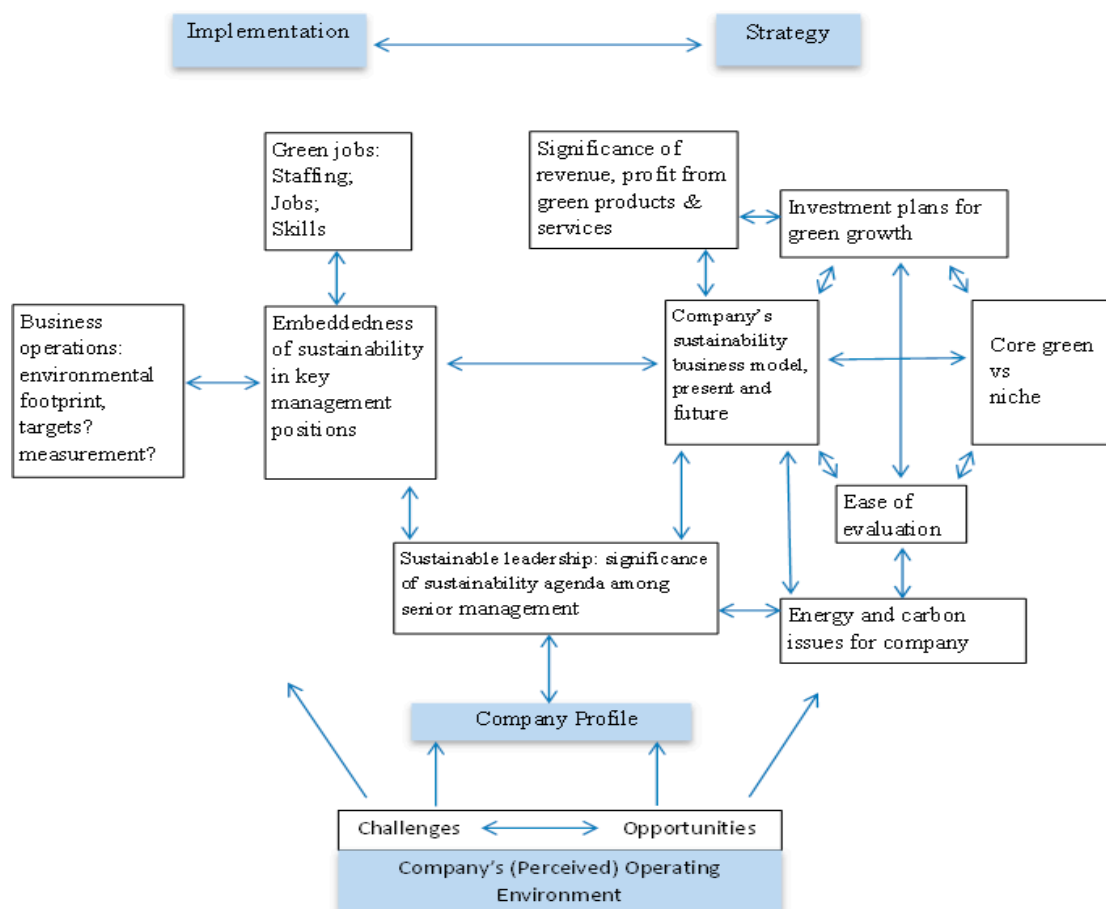 Implementation
Strategy
Green jobs:
Staffing;
Jobs;
Skills
Significance of
revenue, profit from
green products &
services
Investment plans for
green growth
Business
operations:
environmental
footprint,
targets?
measurement?
Embeddedness
of sustainability
in key
management
positions
Company's
sustainability
business model,
present and
future
Core green
vs
niche
Ease of
evaluation
Sustainable leadership: significance
of sustainability agenda among
senior management
Energy and carbon
issues for company
Company Profile
Challenges
Opportunities
Company's (Perceived) Operating
Environment